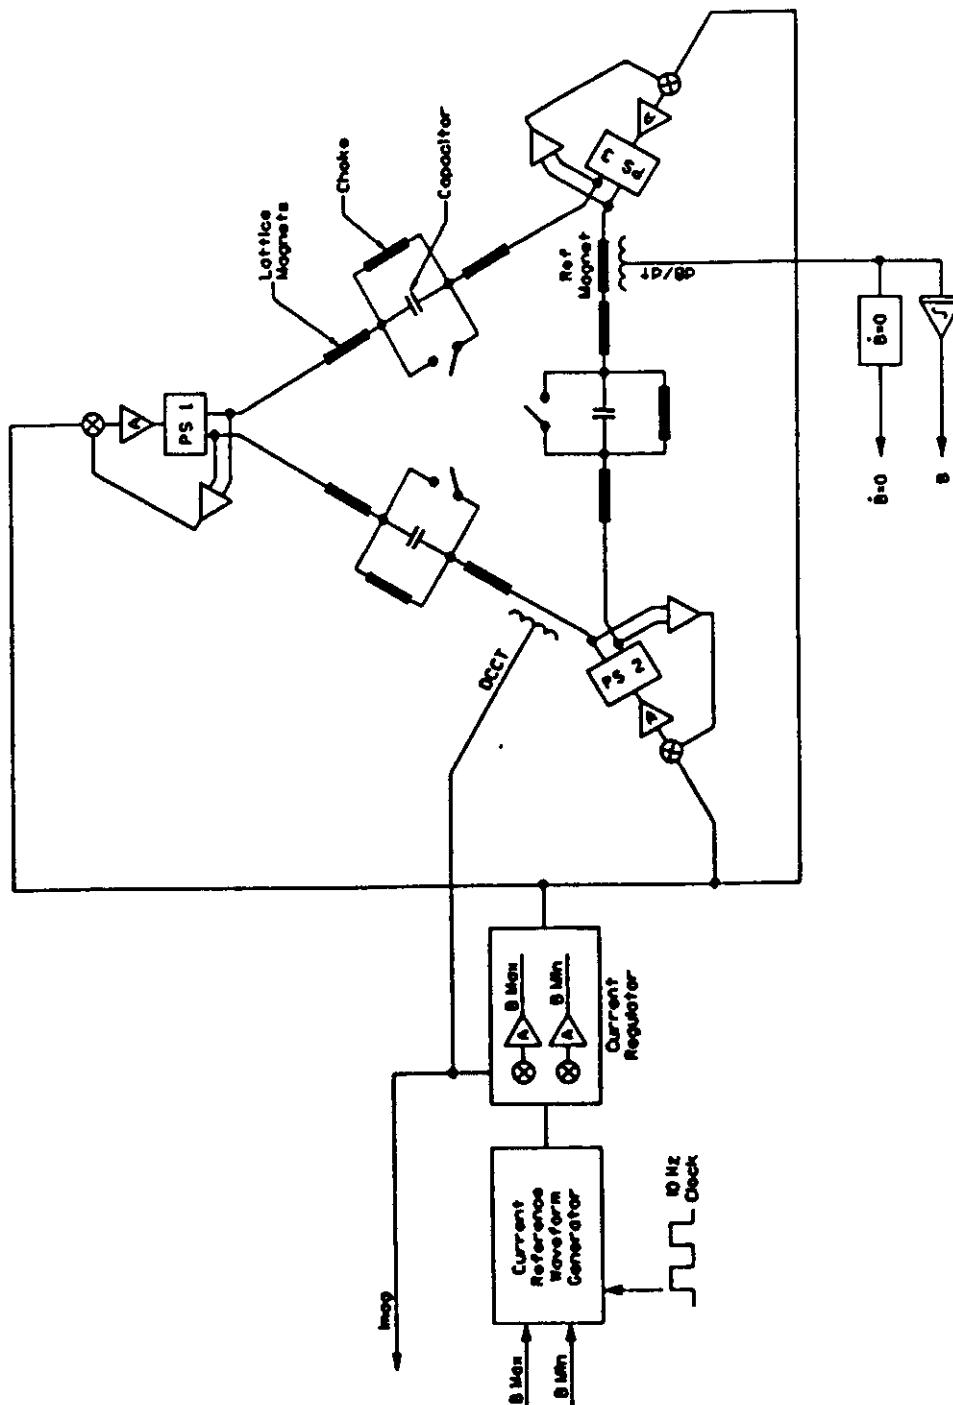 Lattice
Magnets
Choke
Capacitor
PS 1
A
PS 3
A
Ref
Magnet
dB/dt
Ḃ=0
Ḃ=0
∫
B
PS 2
A
DCCT
Imag
B Max
B Min
A
A
Current
Regulator
Current
Reference
Waveform
Generator
B Max
B Min
10 Hz
Clock